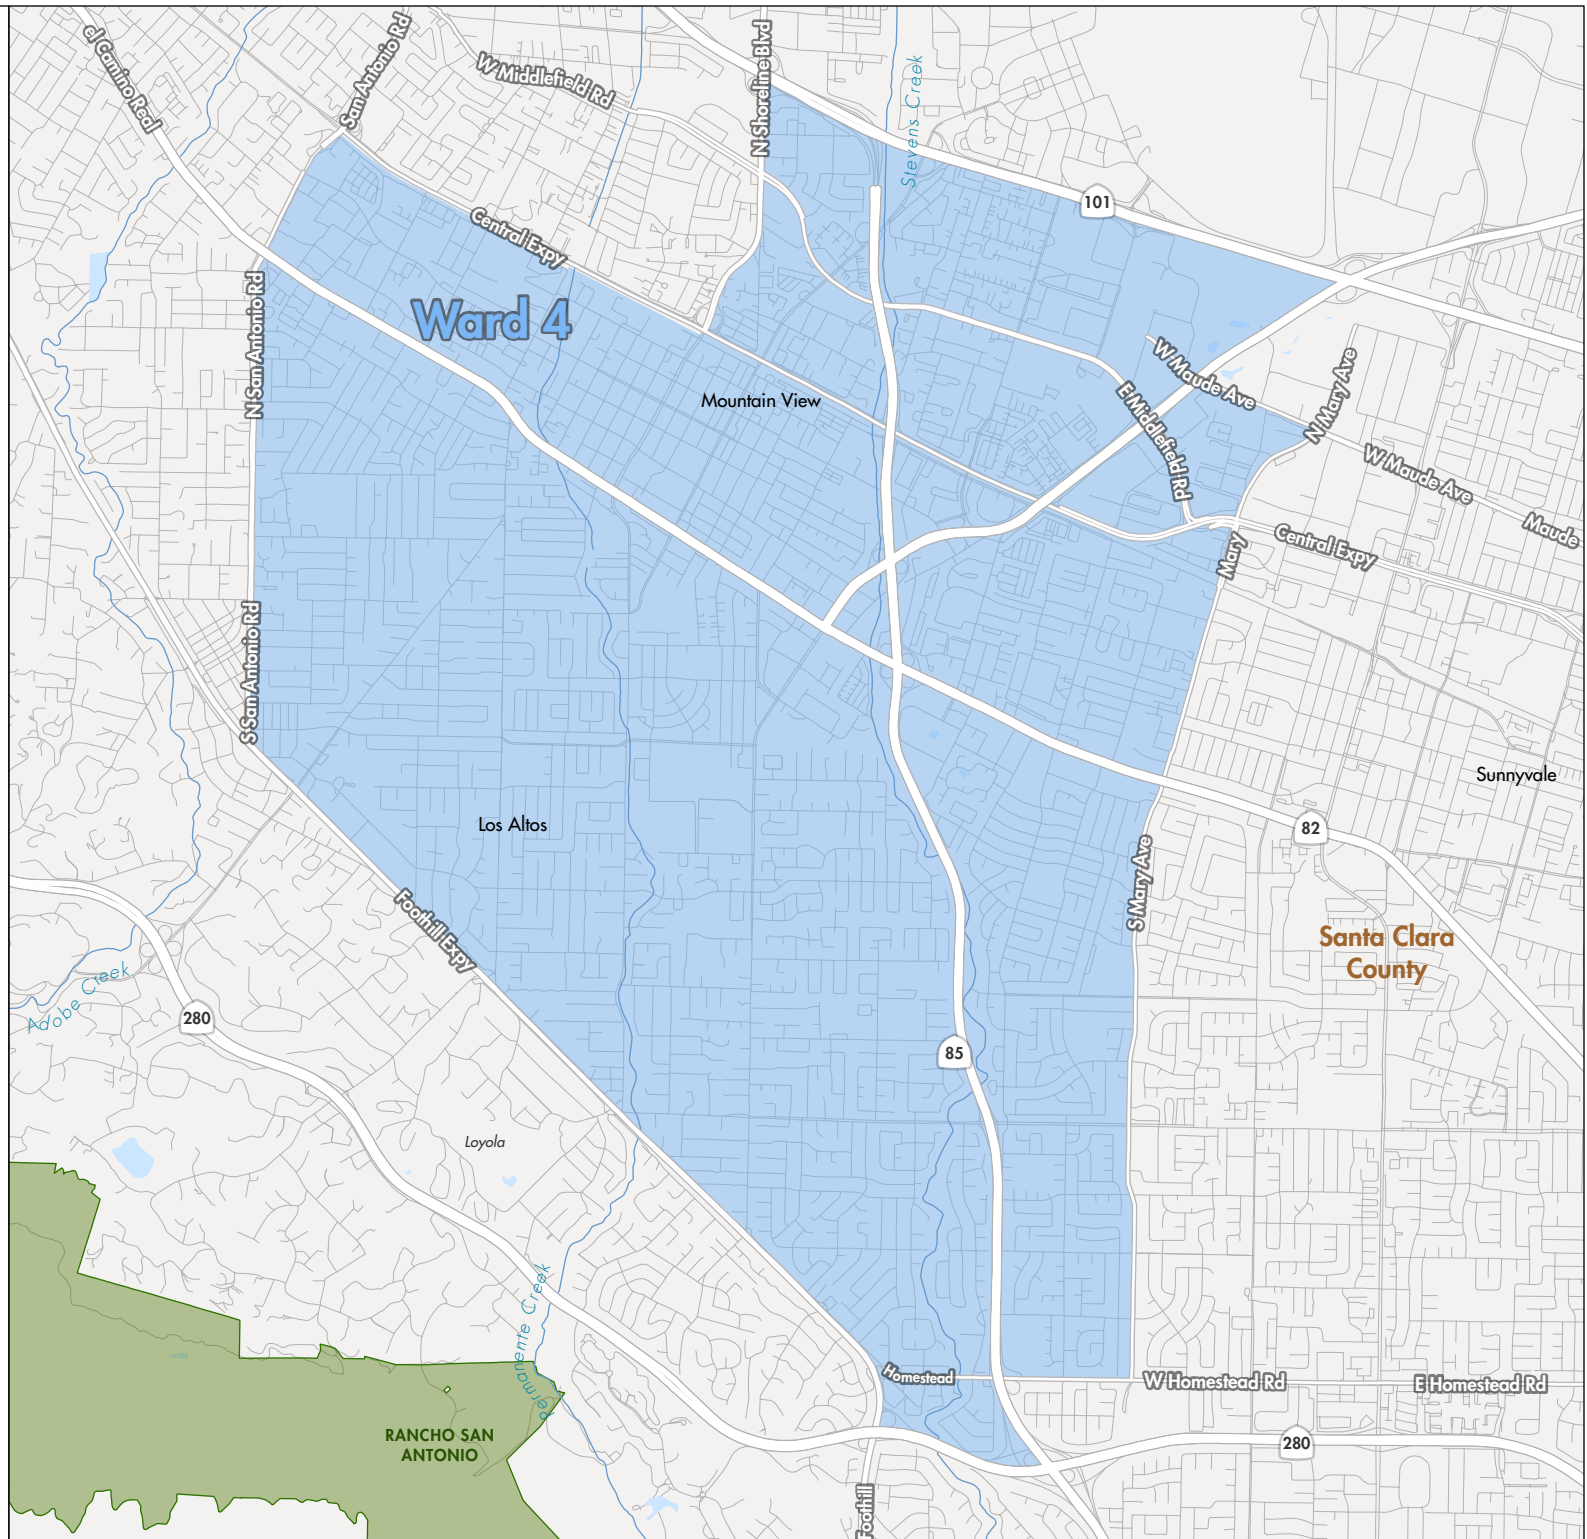 el Camino Real
San Antonio Rd
W Middlefield Rd
N Shoreline Blvd
Stevens Creek
101
Central Expy
N San Antonio Rd
Ward 4
Mountain View
W Maude Ave
N Mary Ave
E Middlefield Rd
W Maude Ave
Maude
Central Expy
Mary
S San Antonio Rd
Sunnyvale
Los Altos
82
S Mary Ave
Foothill Expy
Santa Clara
County
Adobe Creek
280
85
Loyola
Permanente Creek
Homestead
W Homestead Rd
E Homestead Rd
RANCHO SAN
ANTONIO
280
Foothill